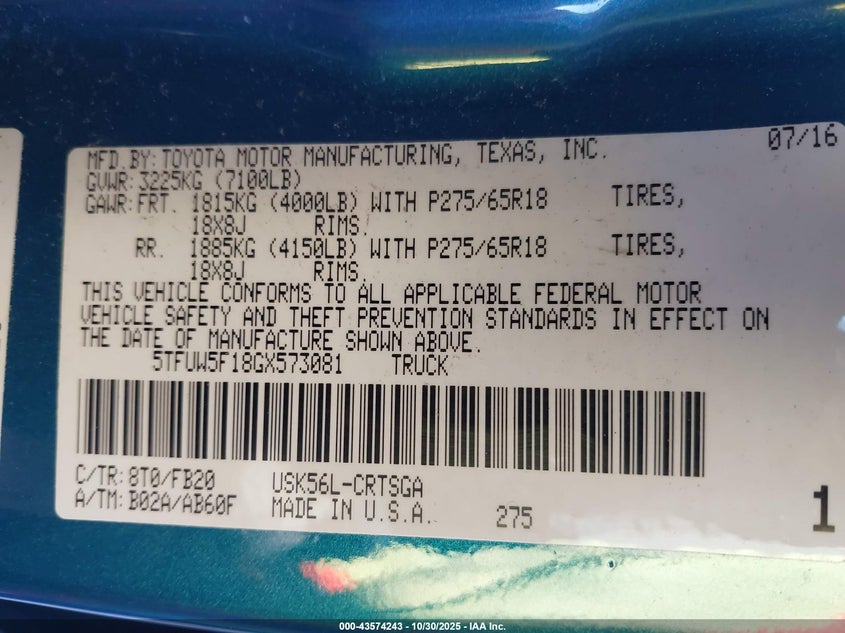 07/16
MFD.BY:TOYOTA MOTOR MANUFACTURING, TEXAS, INC.
GVWR:3225KG (7100LB)
GAWR:FRT. 1815KG (4000LB) WITH P275/65R18 TIRES,
18X8J RIMS.
RR. 1885KG (4150LB) WITH P275/65R18 TIRES,
18X8J RIMS.
THIS VEHICLE CONFORMS TO ALL APPLICABLE FEDERAL MOTOR
VEHICLE SAFETY AND THEFT PREVENTION STANDARDS IN EFFECT ON
THE DATE OF MANUFACTURE SHOWN ABOVE.
5TFUW5F18GX573081 TRUCK
C/TR:8T0/FB20 USK56L-CRTSGA
A/TM:B02A/AB60F MADE IN U.S.A. 275 1
000-43574243 | 10/30/2025 - IAA Inc.